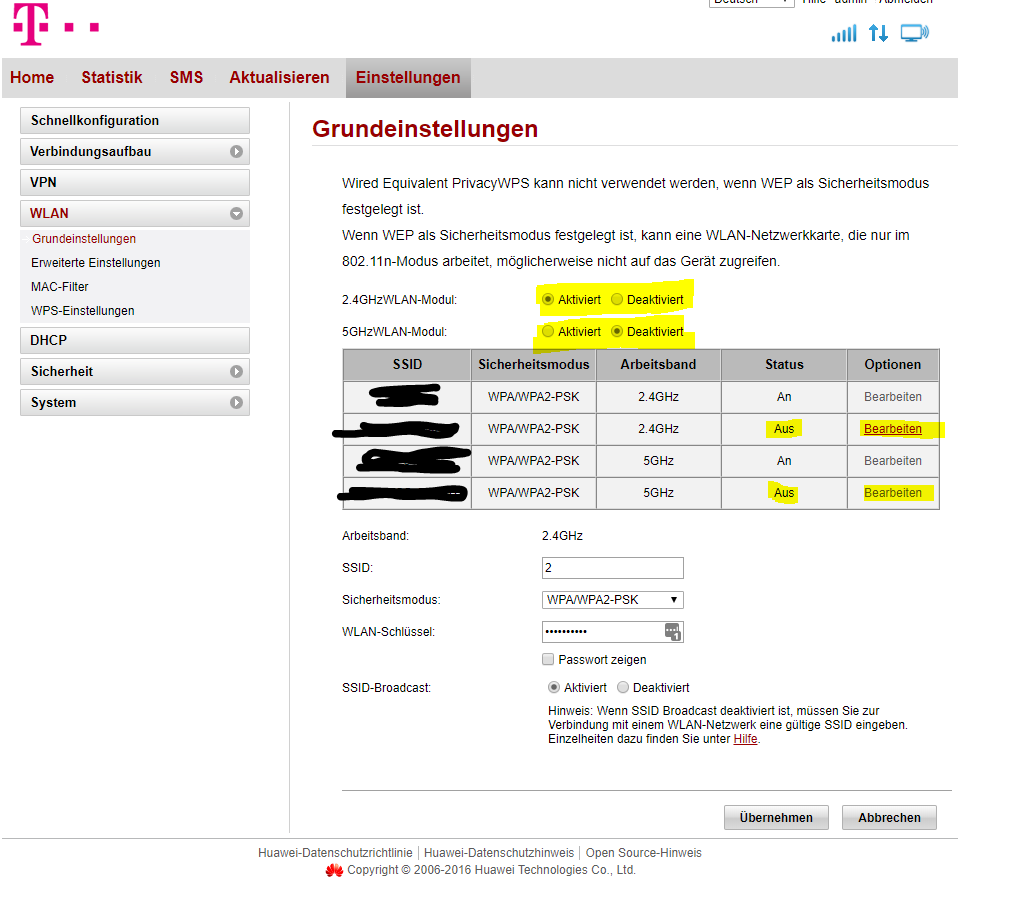 T
Deutsch Hilfe admin Abmelden
Home Statistik SMS Aktualisieren Einstellungen
Schnellkonfiguration
Verbindungsaufbau
VPN
WLAN
Grundeinstellungen
Erweiterte Einstellungen
MAC-Filter
WPS-Einstellungen
DHCP
Sicherheit
System
Grundeinstellungen
Wired Equivalent PrivacyWPS kann nicht verwendet werden, wenn WEP als Sicherheitsmodus
festgelegt ist.
Wenn WEP als Sicherheitsmodus festgelegt ist, kann eine WLAN-Netzwerkkarte, die nur im
802.11n-Modus arbeitet, möglicherweise nicht auf das Gerät zugreifen.
2.4GHzWLAN-Modul: Aktiviert Deaktiviert
5GHzWLAN-Modul: Aktiviert Deaktiviert
SSID Sicherheitsmodus Arbeitsband Status Optionen
WPA/WPA2-PSK 2.4GHz An Bearbeiten
WPA/WPA2-PSK 2.4GHz Aus Bearbeiten
WPA/WPA2-PSK 5GHz An Bearbeiten
WPA/WPA2-PSK 5GHz Aus Bearbeiten
Arbeitsband: 2.4GHz
SSID: 2
Sicherheitsmodus: WPA/WPA2-PSK
WLAN-Schlüssel: •••••••••• 1
Passwort zeigen
SSID-Broadcast: Aktiviert Deaktiviert
Hinweis: Wenn SSID Broadcast deaktiviert ist, müssen Sie zur
Verbindung mit einem WLAN-Netzwerk eine gültige SSID eingeben.
Einzelheiten dazu finden Sie unter Hilfe.
Übernehmen Abbrechen
Huawei-Datenschutzrichtlinie Huawei-Datenschutzhinweis Open Source-Hinweis
Copyright © 2006-2016 Huawei Technologies Co., Ltd.